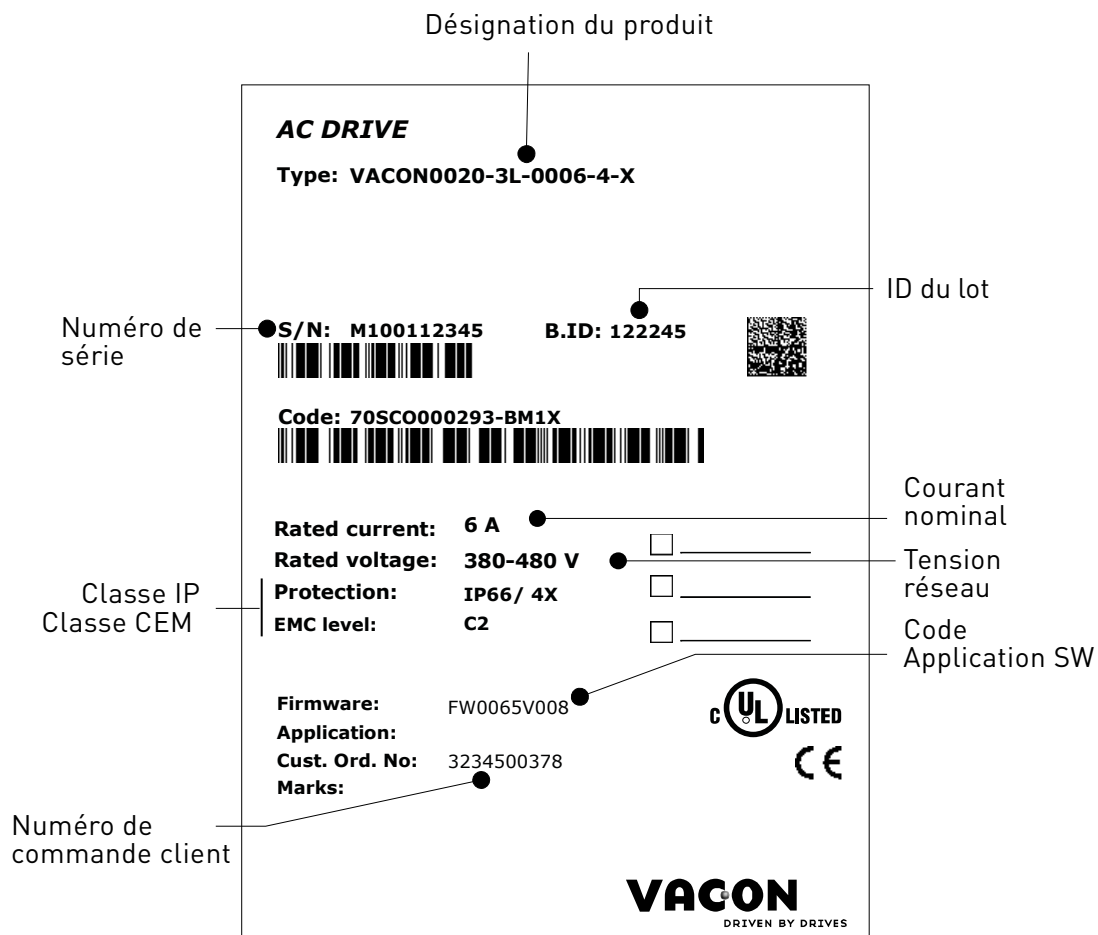 Désignation du produit
AC DRIVE
Type: VACON0020-3L-0006-4-X
ID du lot
Numéro de
série
S/N: M100112345 B.ID: 122245
Code: 70SCO000293-BM1X
Courant
nominal
Rated current: 6 A
Rated voltage: 380-480 V
Tension
réseau
Classe IP
Classe CEM
Protection: IP66/ 4X
EMC level: C2
Code
Application SW
Firmware: FW0065V008
Application:
Cust. Ord. No: 3234500378
Marks:
C UL LISTED
CE
Numéro de
commande client
VACON
DRIVEN BY DRIVES